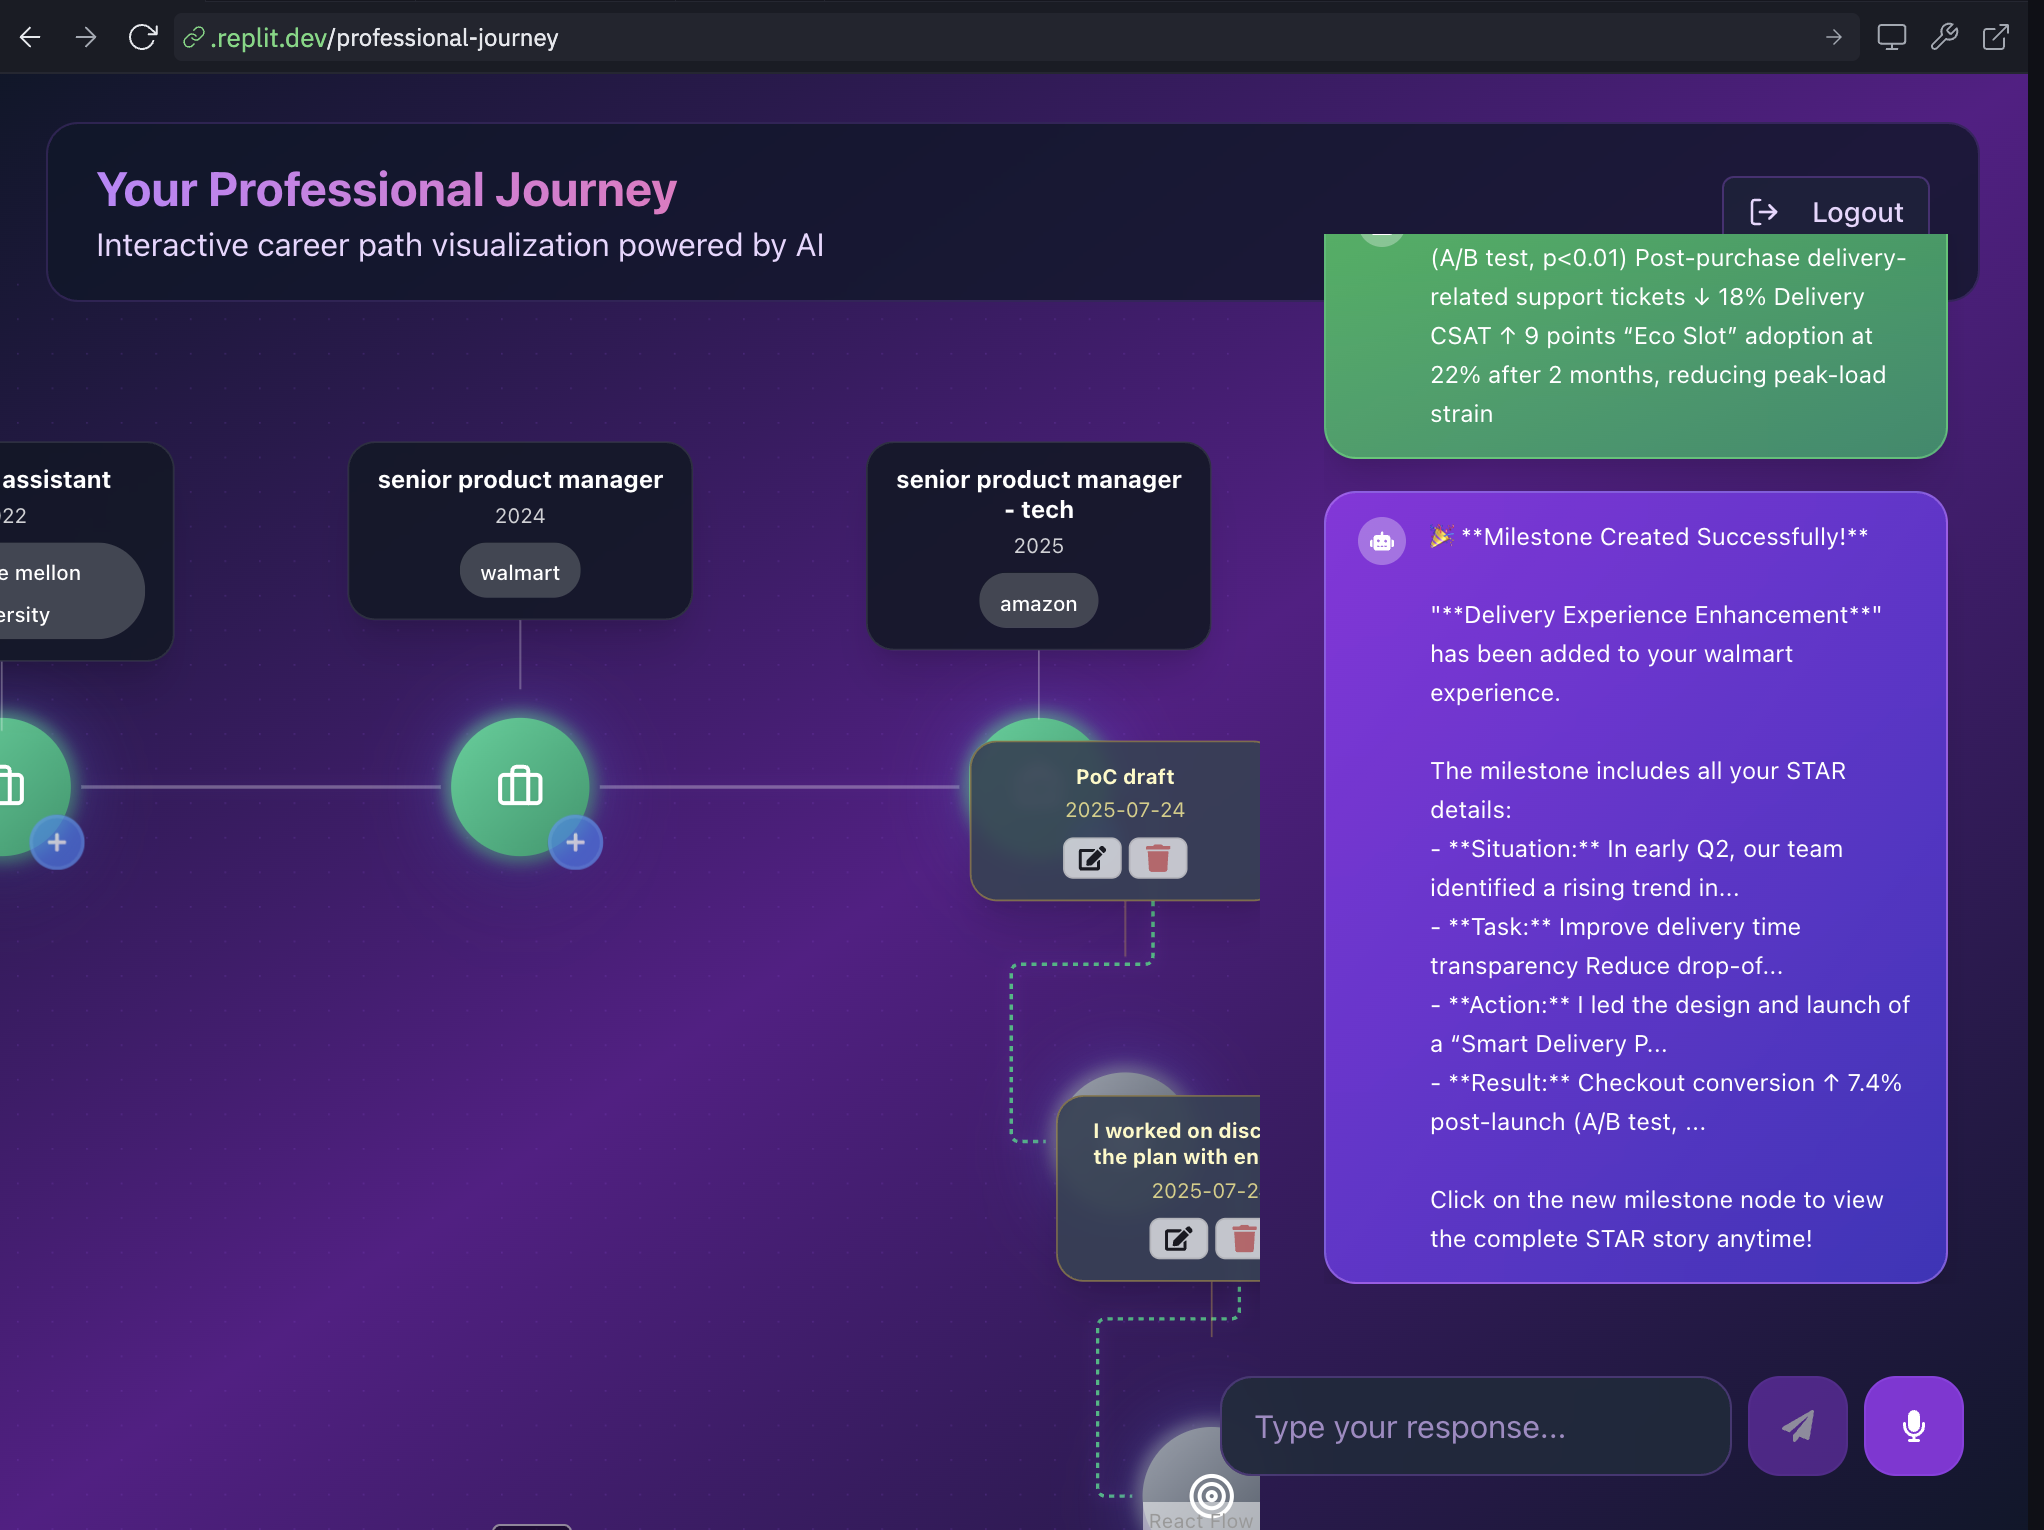 .replit.dev/professional-journey
Your Professional Journey
Interactive career path visualization powered by AI
Logout
(A/B test, p<0.01) Post-purchase delivery-
related support tickets ↓ 18% Delivery
CSAT ↑ 9 points “Eco Slot” adoption at
22% after 2 months, reducing peak-load
strain
assistant
22
e mellon
ersity
senior product manager
2024
walmart
senior product manager
- tech
2025
amazon
🎉 **Milestone Created Successfully!**
"**Delivery Experience Enhancement**"
has been added to your walmart
experience.
The milestone includes all your STAR
details:
- **Situation:** In early Q2, our team
identified a rising trend in...
- **Task:** Improve delivery time
transparency Reduce drop-of...
- **Action:** I led the design and launch of
a “Smart Delivery P...
- **Result:** Checkout conversion ↑ 7.4%
post-launch (A/B test, ...
Click on the new milestone node to view
the complete STAR story anytime!
PoC draft
2025-07-24
I worked on disc
the plan with en
2025-07-2
Type your response...
React Flow